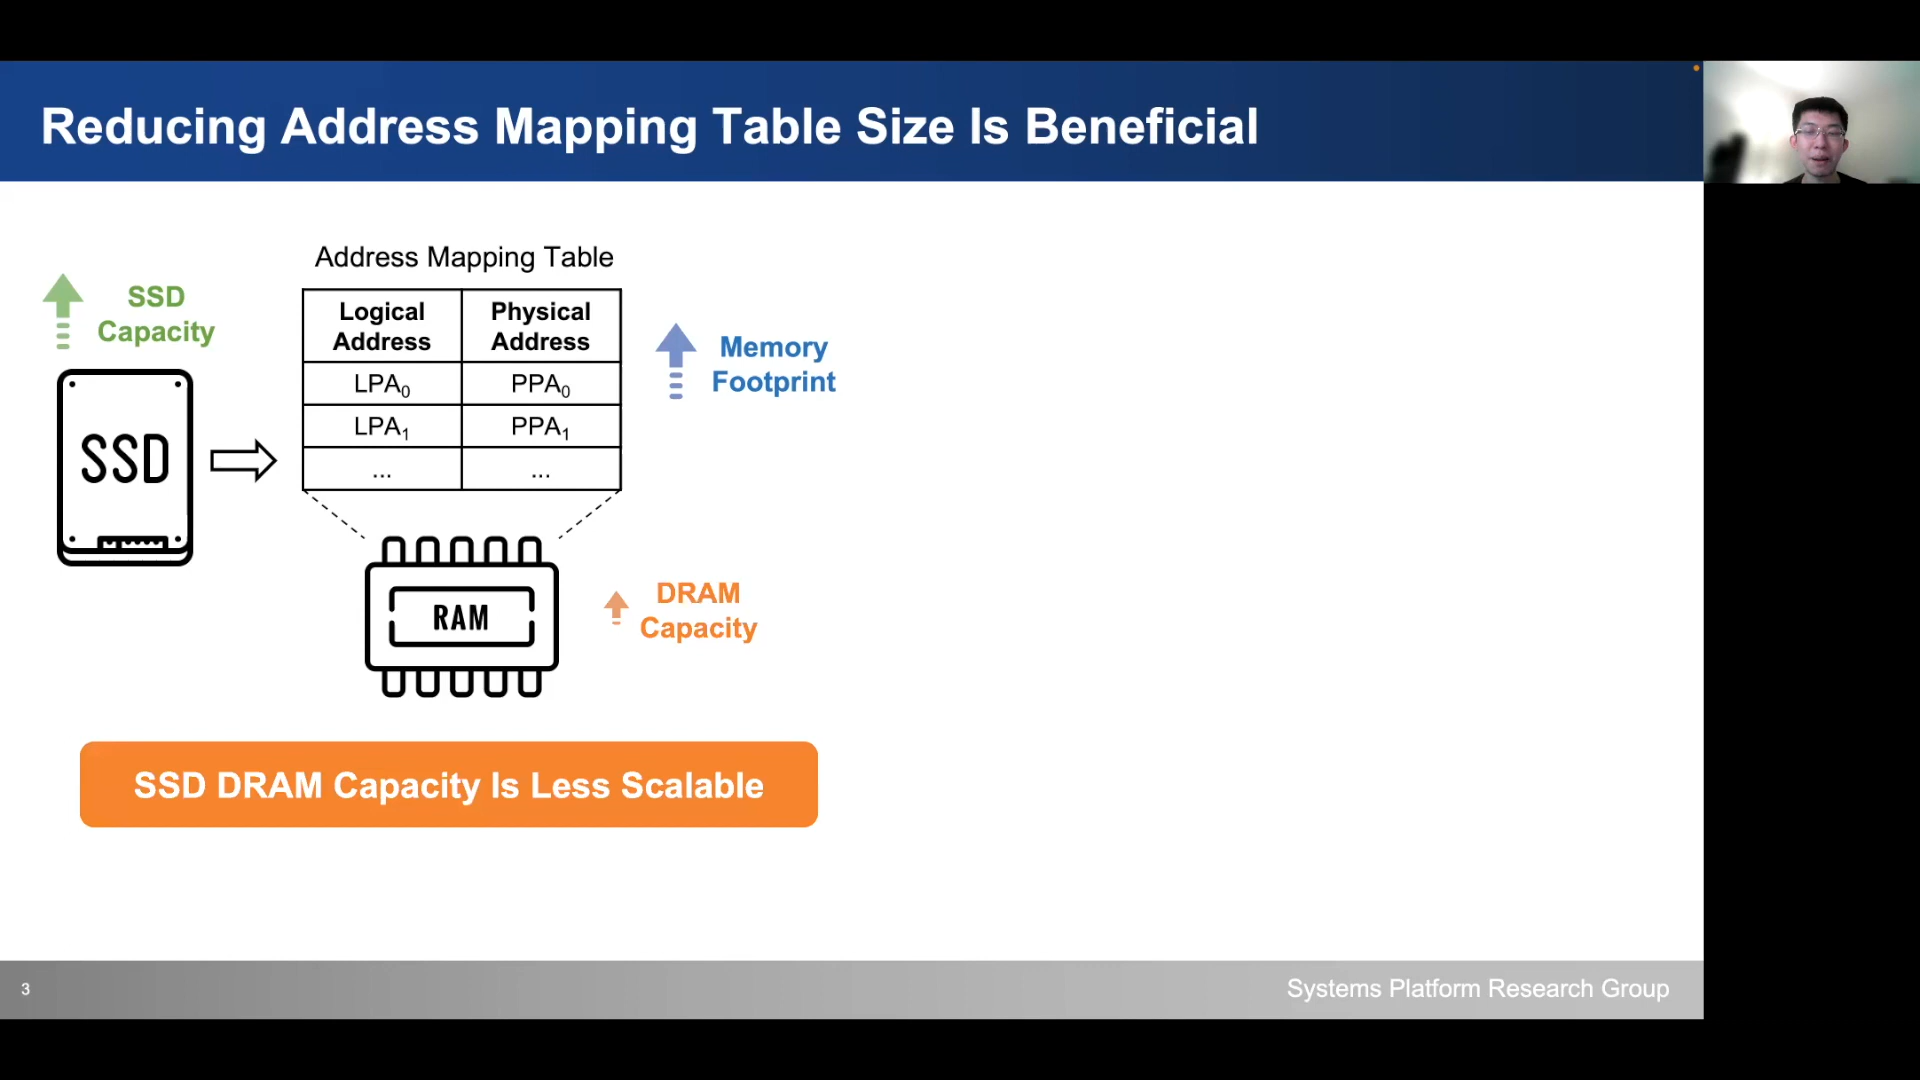 Reducing Address Mapping Table Size Is Beneficial
Address Mapping Table
SSD
Capacity
Logical
Address
Physical
Address
LPA0
PPA0
LPA1
PPA1
...
...
Memory
Footprint
SSD
RAM
DRAM
Capacity
SSD DRAM Capacity Is Less Scalable
3
Systems Platform Research Group